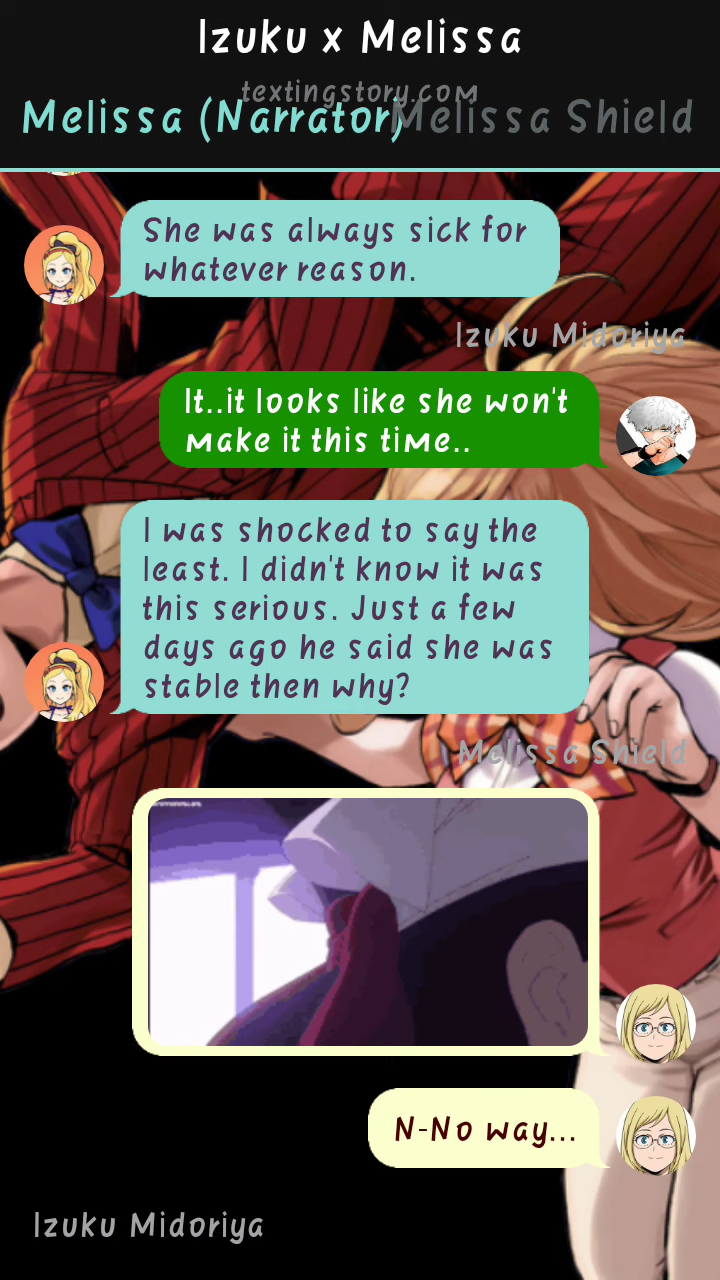 Izuku x Melissa
textingstory.com
Melissa (Narrator)
Melissa Shield
She was always sick for
whatever reason.
Izuku Midoriya
It..it looks like she won't
make it this time..
I was shocked to say the
least. I didn't know it was
this serious. Just a few
days ago he said she was
stable then why?
Melissa Shield
N-No way...
Izuku Midoriya